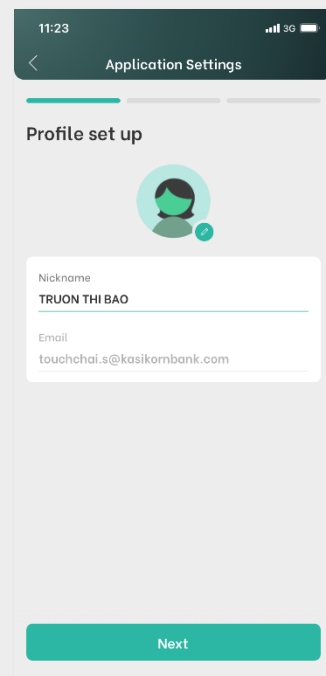 11:23
3G
Application Settings
Profile set up
Nickname
TRUON THI BAO
Email
touchchai.s@kasikornbank.com
Next